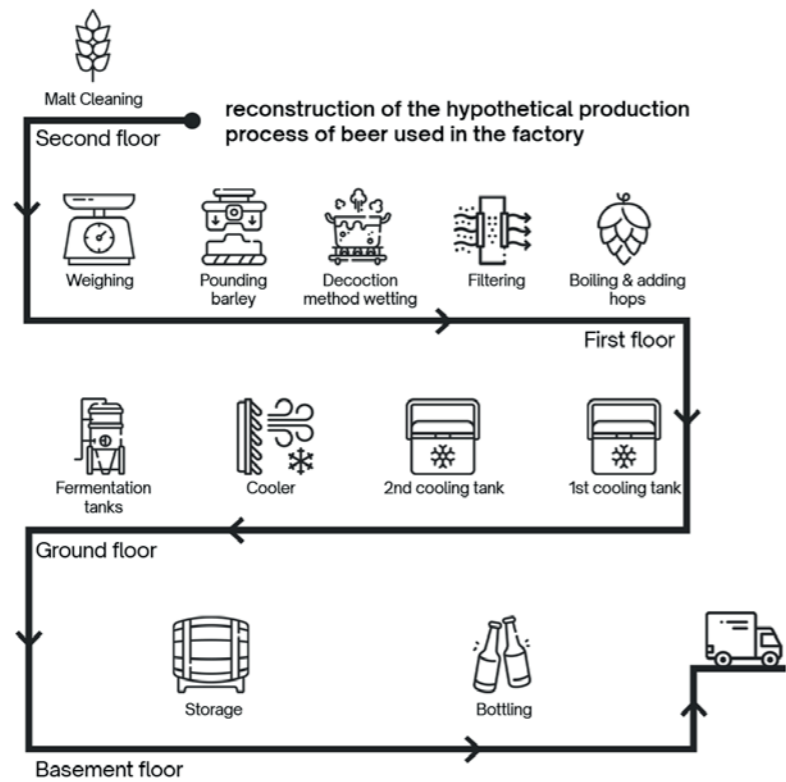 Malt Cleaning
reconstruction of the hypothetical production
process of beer used in the factory
Second floor
Weighing
Pounding
barley
Decoction
method wetting
Filtering
Boiling & adding
hops
First floor
1st cooling tank
2nd cooling tank
Cooler
Fermentation
tanks
Ground floor
Storage
Bottling
Basement floor